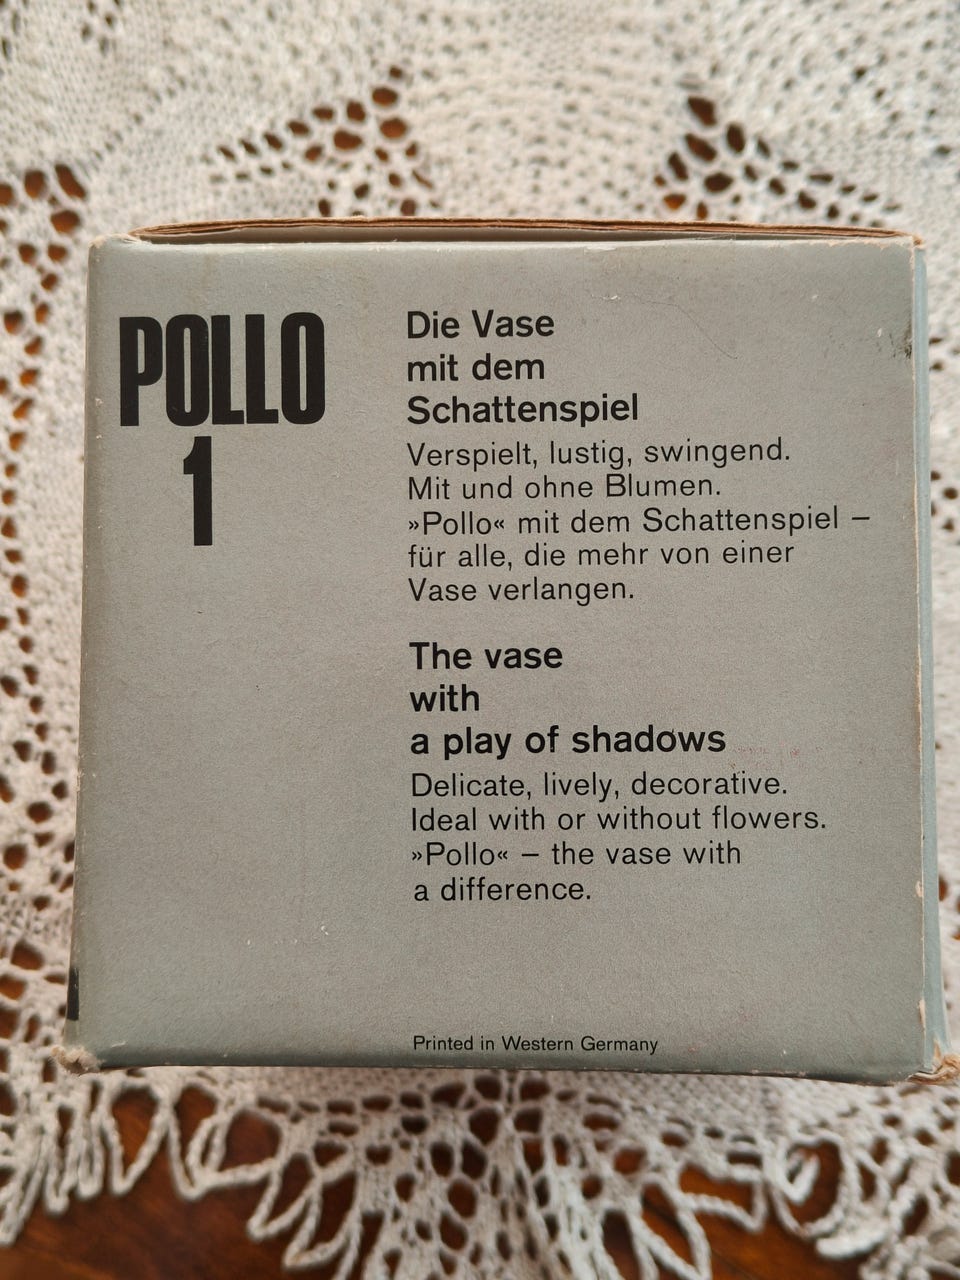 POLLO
1
Die Vase
mit dem
Schattenspiel
Verspielt, lustig, swingend.
Mit und ohne Blumen.
»Pollo« mit dem Schattenspiel –
für alle, die mehr von einer
Vase verlangen.
The vase
with
a play of shadows
Delicate, lively, decorative.
Ideal with or without flowers.
»Pollo« – the vase with
a difference.
Printed in Western Germany